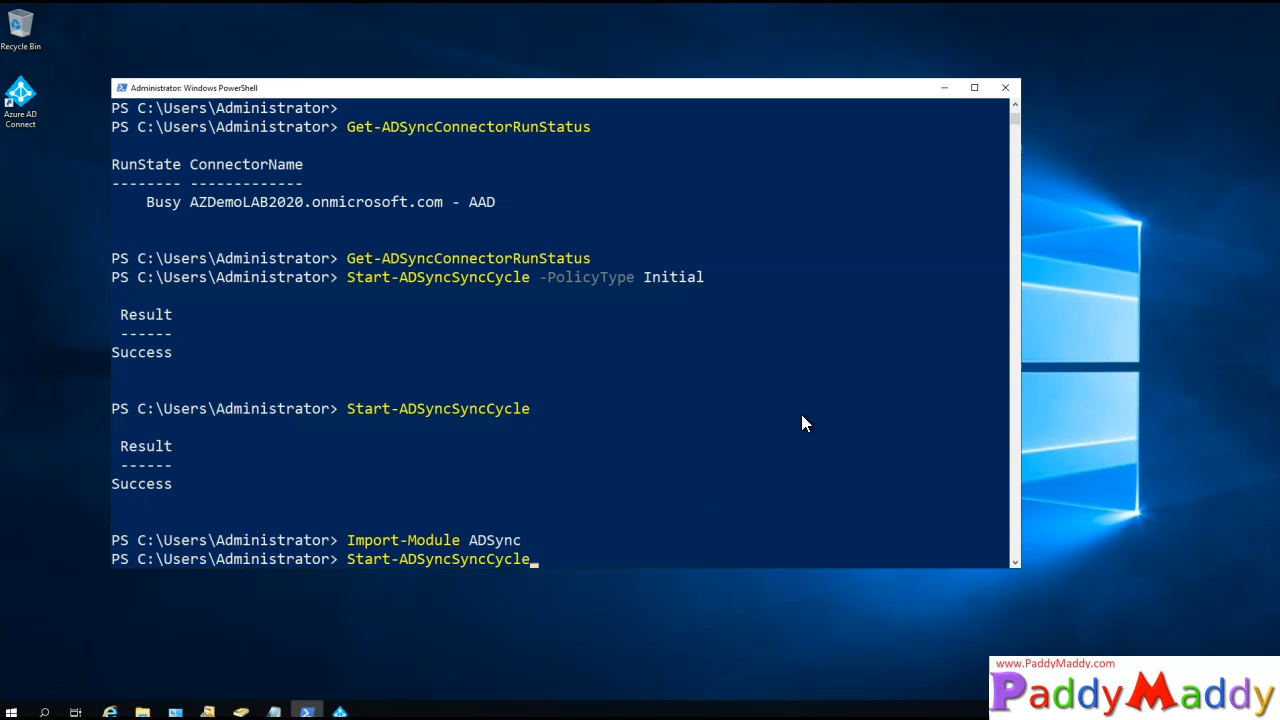 Recycle Bin
Azure AD
Connect
Administrator: Windows PowerShell
PS C:\Users\Administrator>
PS C:\Users\Administrator> Get-ADSyncConnectorRunStatus
RunState ConnectorName
-------- -------------
Busy AZDemoLAB2020.onmicrosoft.com - AAD
PS C:\Users\Administrator> Get-ADSyncConnectorRunStatus
PS C:\Users\Administrator> Start-ADSyncSyncCycle -PolicyType Initial
Result
------
Success
PS C:\Users\Administrator> Start-ADSyncSyncCycle
Result
------
Success
PS C:\Users\Administrator> Import-Module ADSync
PS C:\Users\Administrator> Start-ADSyncSyncCycle
www.PaddyMaddy.com
PaddyMaddy